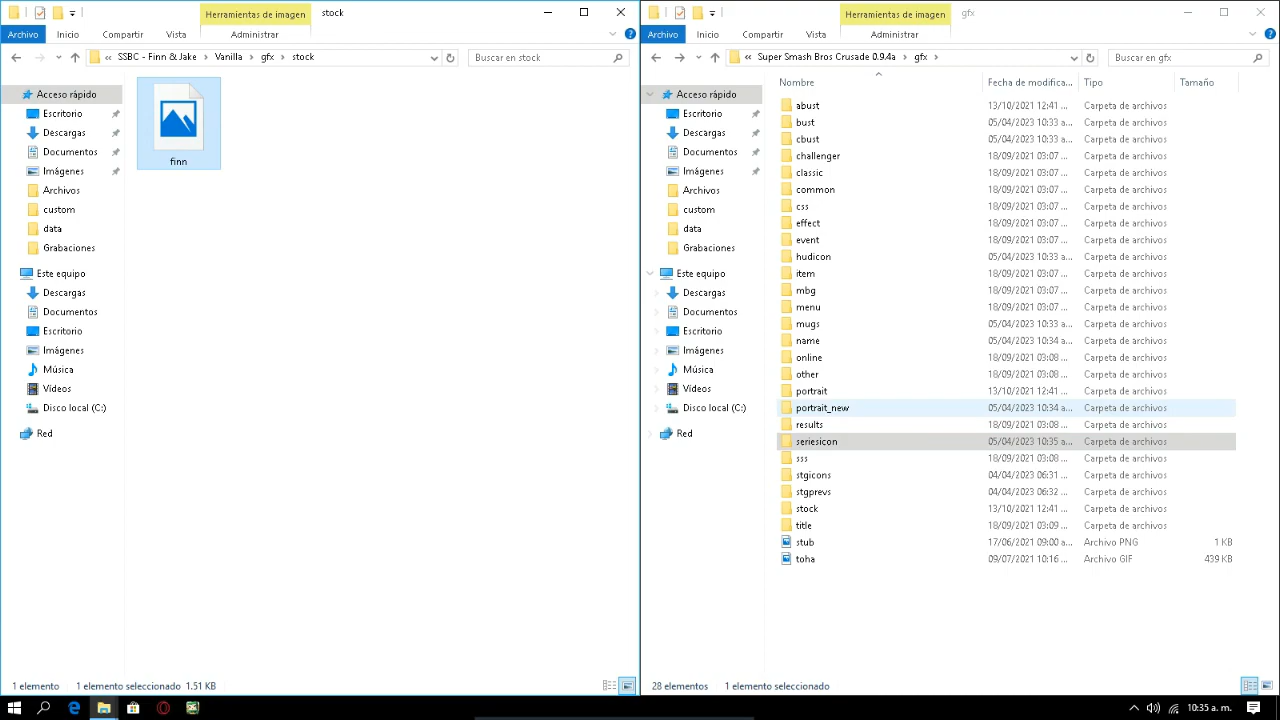 Herramientas de imagen stock
Archivo Inicio Compartir Vista Administrar
« SSBC - Finn & Jake › Vanilla › gfx › stock
Buscar en stock
Acceso rápido
Escritorio
Descargas
Documentos
Imágenes
Archivos
custom
data
Grabaciones
Este equipo
Descargas
Documentos
Escritorio
Imágenes
Música
Vídeos
Disco local (C:)
Red
finn
1 elemento 1 elemento seleccionado 1.51 KB
Herramientas de imagen gfx
Archivo Inicio Compartir Vista Administrar
« Super Smash Bros Crusade 0.9.4a › gfx ›
Buscar en gfx
Acceso rápido
Escritorio
Descargas
Documentos
Imágenes
Archivos
custom
data
Grabaciones
Este equipo
Descargas
Documentos
Escritorio
Imágenes
Música
Vídeos
Disco local (C:)
Red
Nombre Fecha de modifica... Tipo Tamaño
abust 13/10/2021 12:41 ... Carpeta de archivos
bust 05/04/2023 10:33 a... Carpeta de archivos
cbust 05/04/2023 10:33 a... Carpeta de archivos
challenger 18/09/2021 03:07 ... Carpeta de archivos
classic 18/09/2021 03:07 ... Carpeta de archivos
common 18/09/2021 03:07 ... Carpeta de archivos
css 18/09/2021 03:07 ... Carpeta de archivos
effect 18/09/2021 03:07 ... Carpeta de archivos
event 18/09/2021 03:07 ... Carpeta de archivos
hudicon 05/04/2023 10:33 a... Carpeta de archivos
item 18/09/2021 03:07 ... Carpeta de archivos
mbg 18/09/2021 03:07 ... Carpeta de archivos
menu 18/09/2021 03:07 ... Carpeta de archivos
mugs 05/04/2023 10:33 a... Carpeta de archivos
name 05/04/2023 10:34 a... Carpeta de archivos
online 18/09/2021 03:08 ... Carpeta de archivos
other 18/09/2021 03:08 ... Carpeta de archivos
portrait 13/10/2021 12:41 ... Carpeta de archivos
portrait_new 05/04/2023 10:34 a... Carpeta de archivos
results 18/09/2021 03:08 ... Carpeta de archivos
seriesicon 05/04/2023 10:35 a... Carpeta de archivos
sss 18/09/2021 03:08 ... Carpeta de archivos
stgicons 04/04/2023 06:31 ... Carpeta de archivos
stgprevs 04/04/2023 06:32 ... Carpeta de archivos
stock 13/10/2021 12:41 ... Carpeta de archivos
title 18/09/2021 03:09 ... Carpeta de archivos
stub 17/06/2021 09:00 a... Archivo PNG 1 KB
toha 09/07/2021 10:16 ... Archivo GIF 439 KB
28 elementos 1 elemento seleccionado
10:35 a. m.